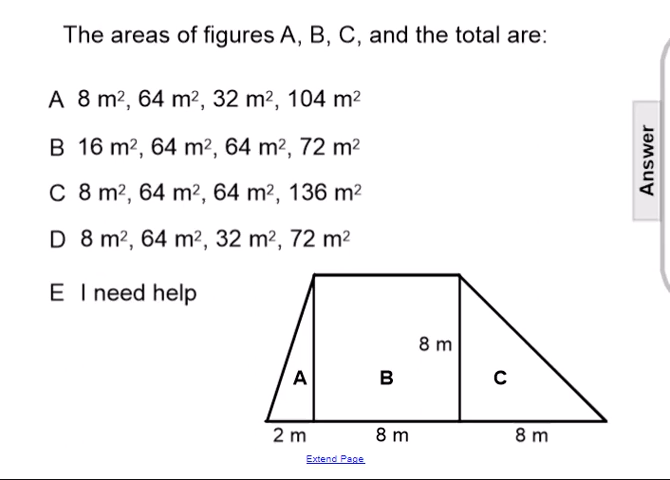 The areas of figures A, B, C, and the total are:
A 8 m², 64 m², 32 m², 104 m²
B 16 m², 64 m², 64 m², 72 m²
C 8 m², 64 m², 64 m², 136 m²
D 8 m², 64 m², 32 m², 72 m²
E I need help
Answer
8 m
A
B
C
2 m
8 m
8 m
Extend Page